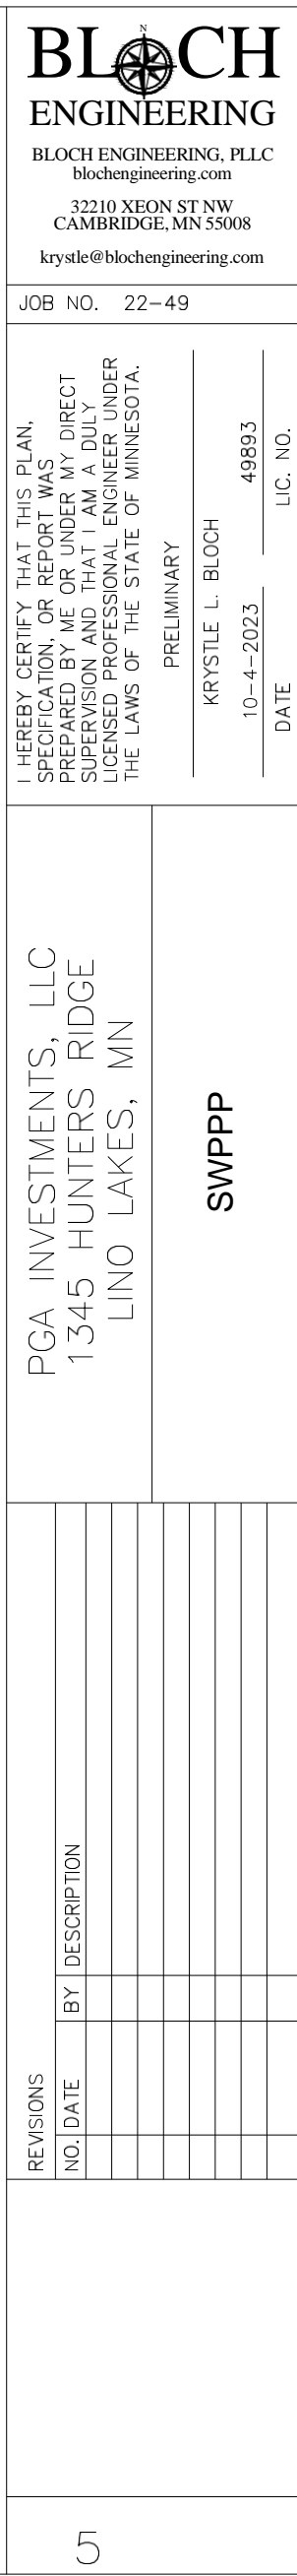 BLOCH
N
ENGINEERING
BLOCH ENGINEERING, PLLC
blochengineering.com
32210 XEON ST NW
CAMBRIDGE, MN 55008
krystle@blochengineering.com
JOB NO. 22-49
I HEREBY CERTIFY THAT THIS PLAN,
SPECIFICATION, OR REPORT WAS
PREPARED BY ME OR UNDER MY DIRECT
SUPERVISION AND THAT I AM A DULY
LICENSED PROFESSIONAL ENGINEER UNDER
THE LAWS OF THE STATE OF MINNESOTA.
PRELIMINARY
KRYSTLE L. BLOCH
10-4-2023 49893
DATE LIC. NO.
PGA INVESTMENTS, LLC
1345 HUNTERS RIDGE
LINO LAKES, MN
SWPPP
REVISIONS
NO. DATE BY DESCRIPTION
5